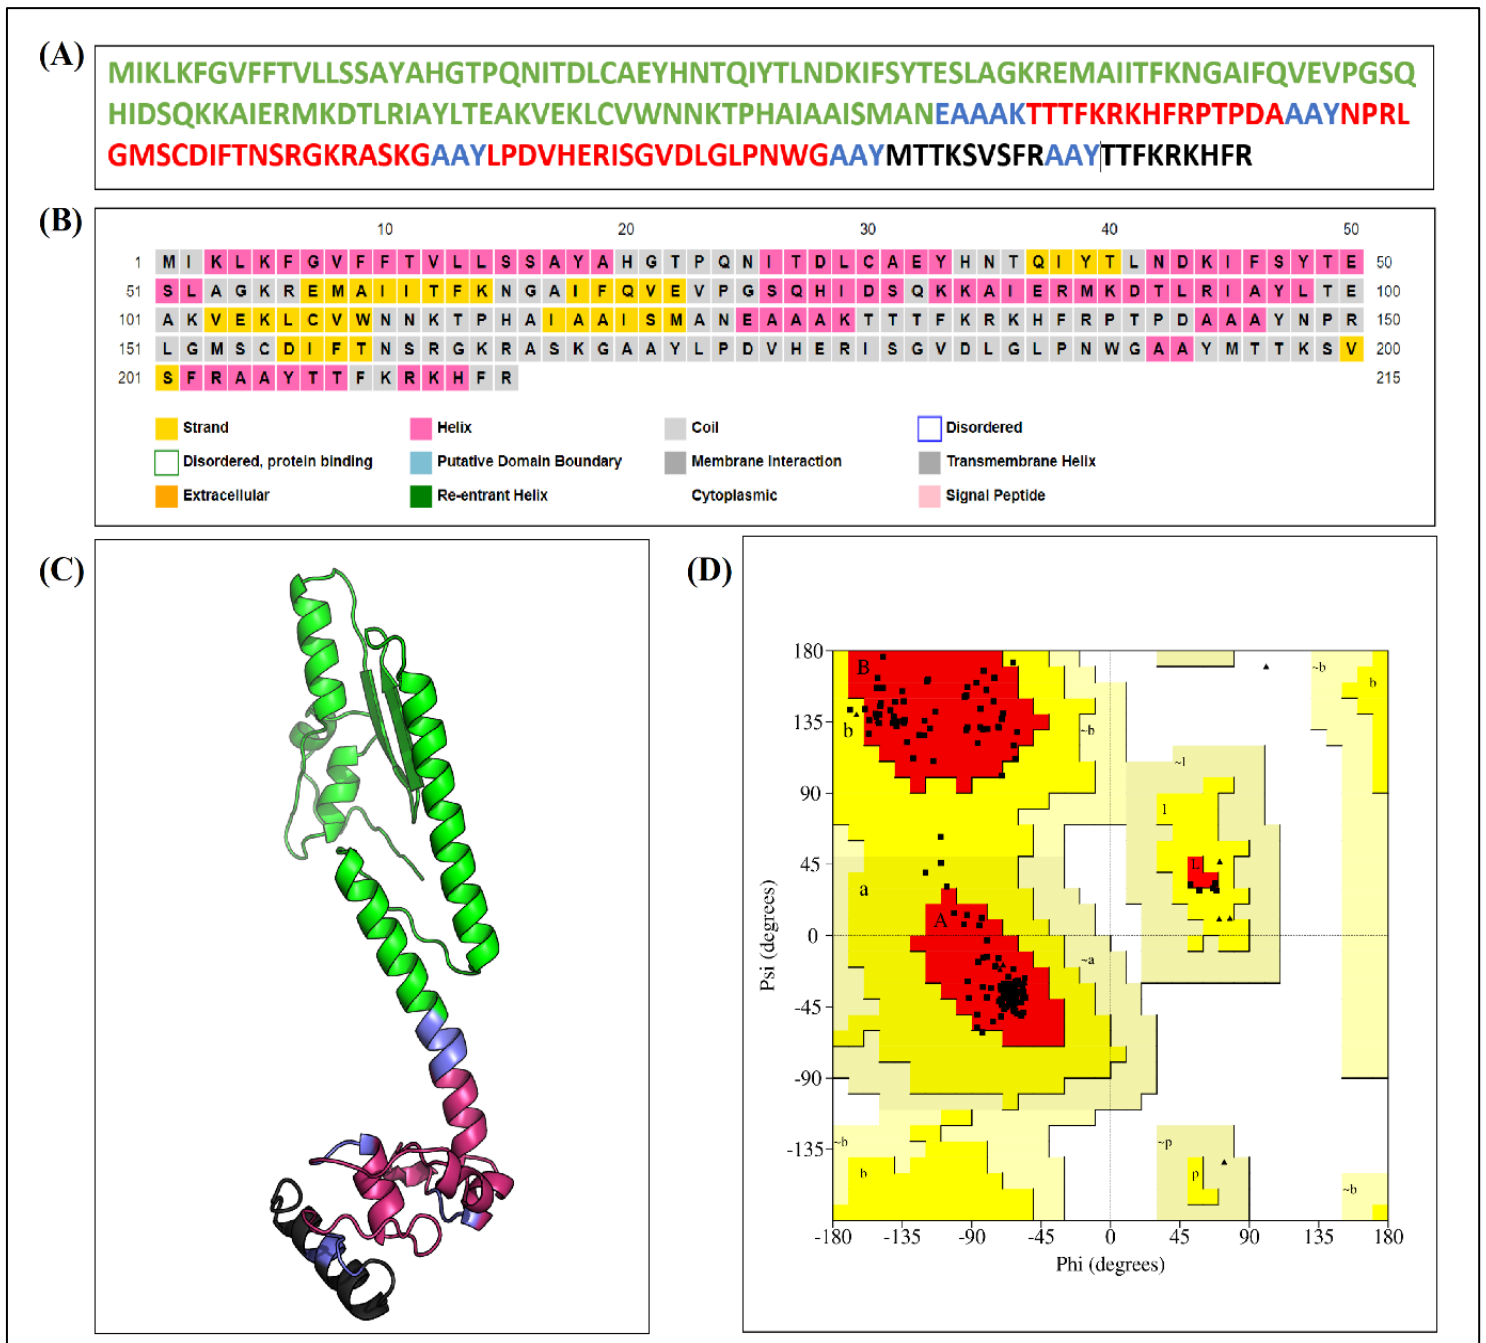 (A)
MIKLKFGVFFTVLLSSAYAHGTPQNITDLCAEYHNTQIYTLNDKIFSYTESLAGKREMAIITFKNGAIFQVEVPGSQ
HIDSQKKAIERMKDTLRIAYLTEAKVEKLCVWNNKTPHAIAAISMANEAAAKTTTFKRKHFRPTPDAAAYNPRL
GMSCDIFTNSRGKRASKGAAYLPDVHERISGVDLGLPNWGAAYMTTKSVSFRAAYTTFKRKHFR
(B)
10 20 30 40 50
1 M I K L K F G V F F T V L L S S A Y A H G T P Q N I T D L C A E Y H N T Q I Y T L N D K I F S Y T E 50
51 S L A G K R E M A I I T F K N G A I F Q V E V P G S Q H I D S Q K K A I E R M K D T L R I A Y L T E 100
101 A K V E K L C V W N N K T P H A I A A I S M A N E A A A K T T T F K R K H F R P T P D A A A Y N P R 150
151 L G M S C D I F T N S R G K R A S K G A A Y L P D V H E R I S G V D L G L P N W G A A Y M T T K S V 200
201 S F R A A Y T T F K R K H F R 215
Strand Helix Coil Disordered
Disordered, protein binding Putative Domain Boundary Membrane Interaction Transmembrane Helix
Extracellular Re-entrant Helix Cytoplasmic Signal Peptide
(C)
(D)
180
B
~b
b
135
b
~b
~l
90
l
45
L
a
A
0
~a
-45
-90
-135
~b
~p
b
p
~b
-180 -135 -90 -45 0 45 90 135 180
Phi (degrees)
Psi (degrees)